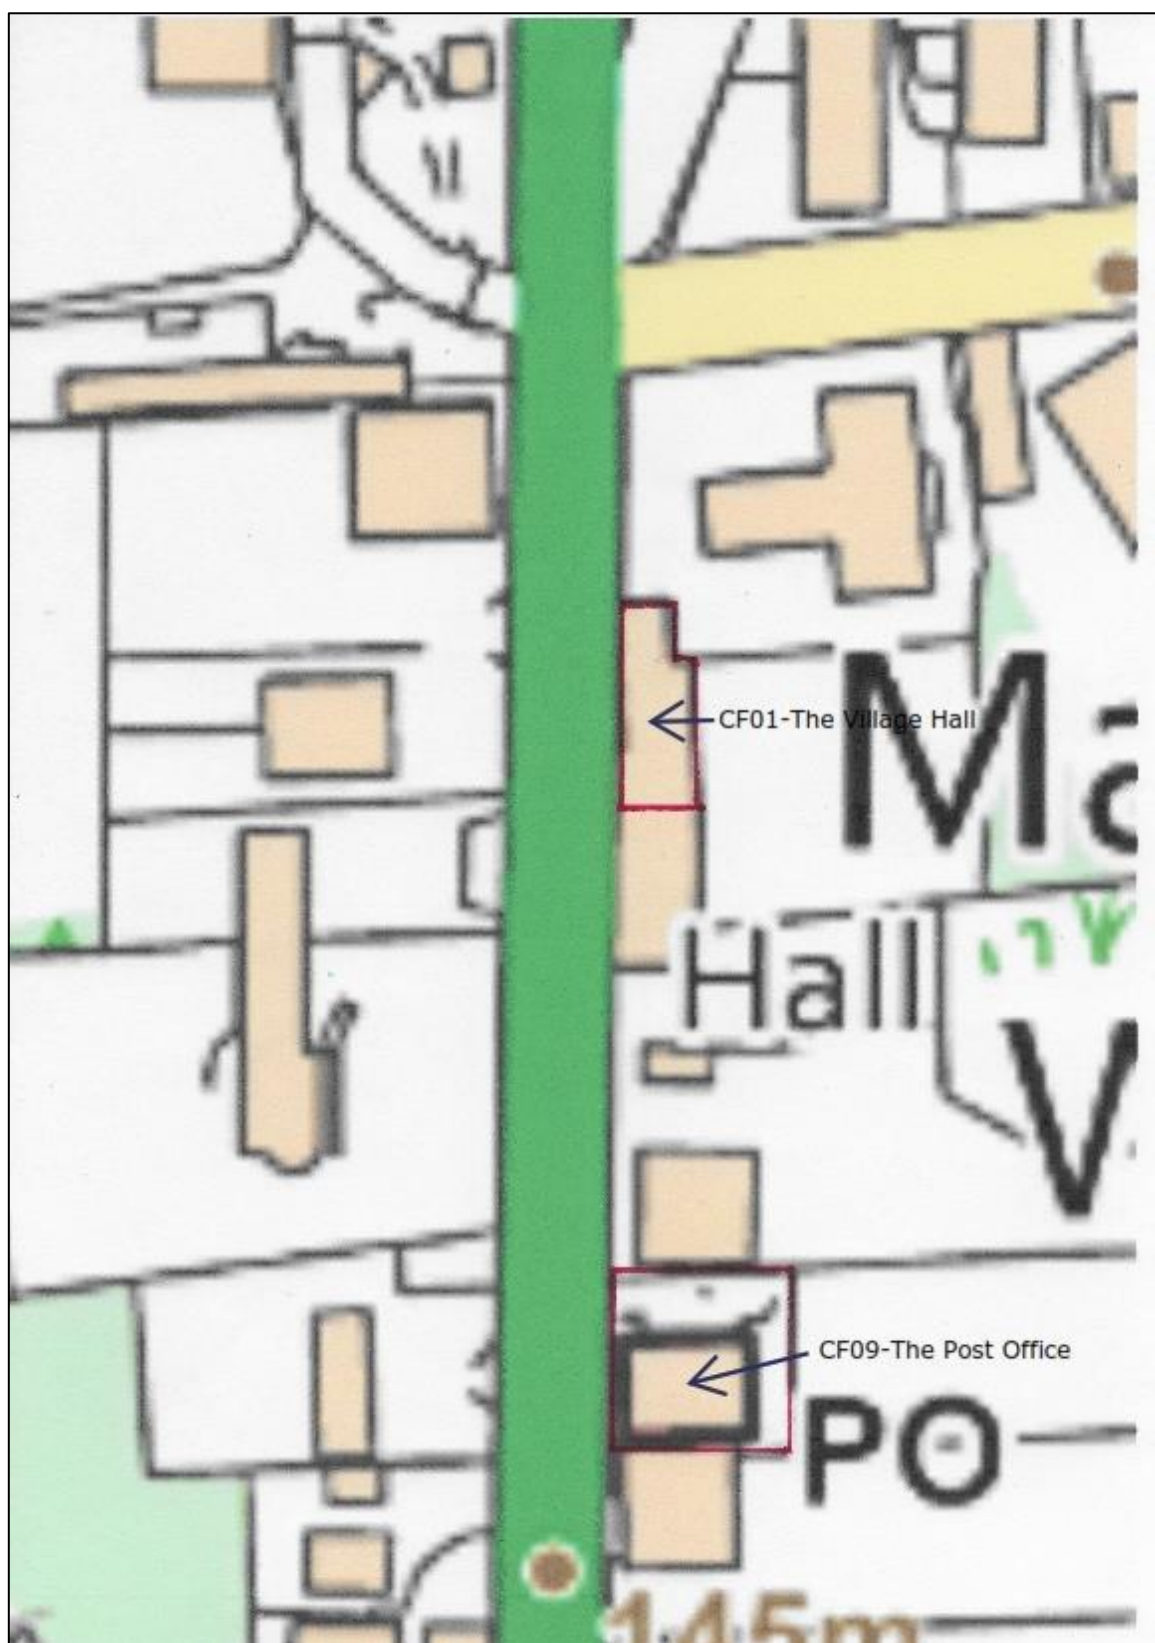 CF01-The Village Hall
Ma
Hall
V
CF09-The Post Office
PO
145m